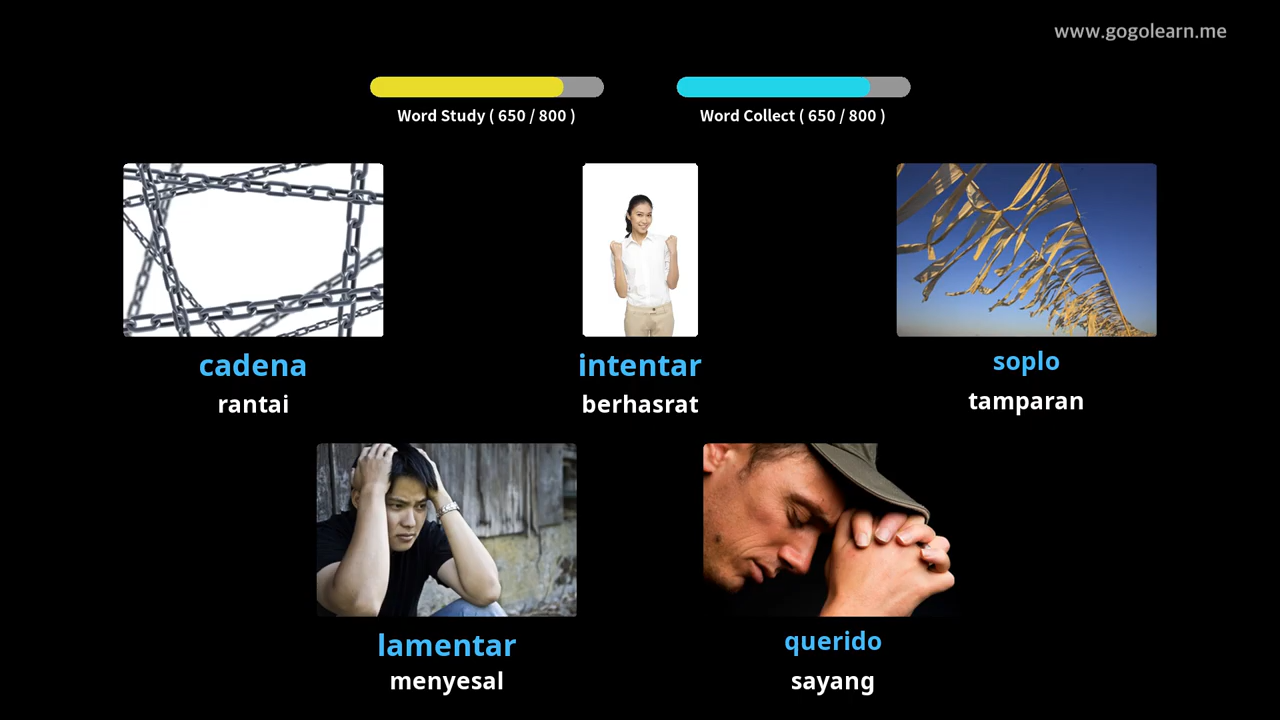 www.gogolearn.me
Word Study ( 650 / 800 )
Word Collect ( 650 / 800 )
cadena
rantai
intentar
berhasrat
soplo
tamparan
lamentar
menyesal
querido
sayang